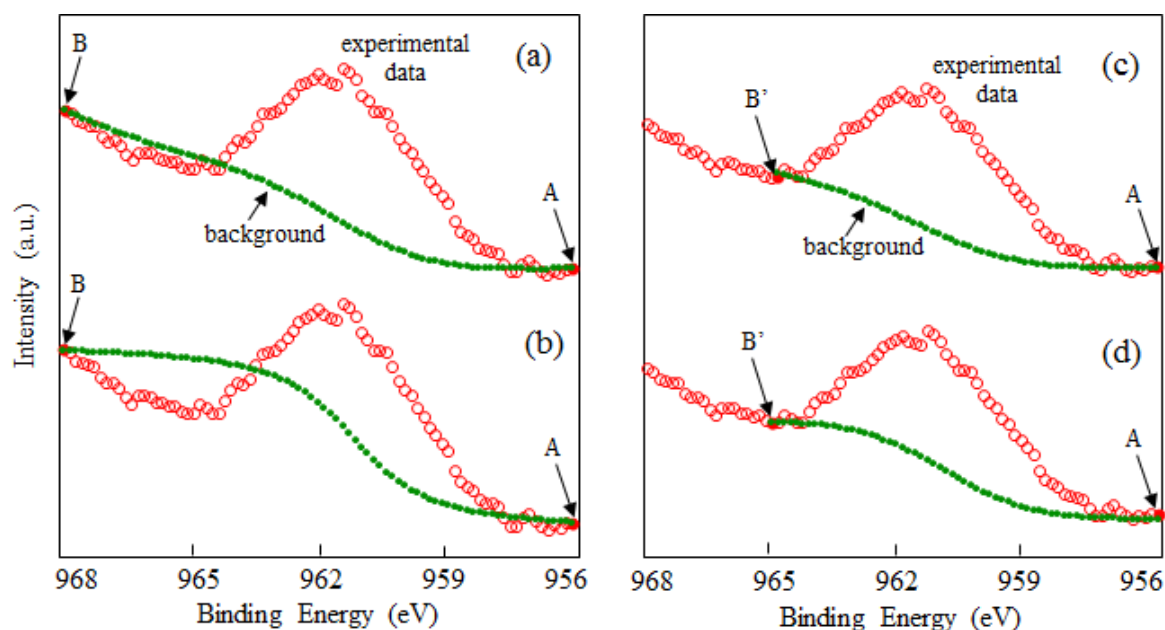 B
experimental
data
(a)
A
background
B
(b)
A
968
965
962
959
956
Binding Energy (eV)
Intensity (a.u.)
experimental
data
(c)
B’
A
background
B’
(d)
A
968
965
962
959
956
Binding Energy (eV)